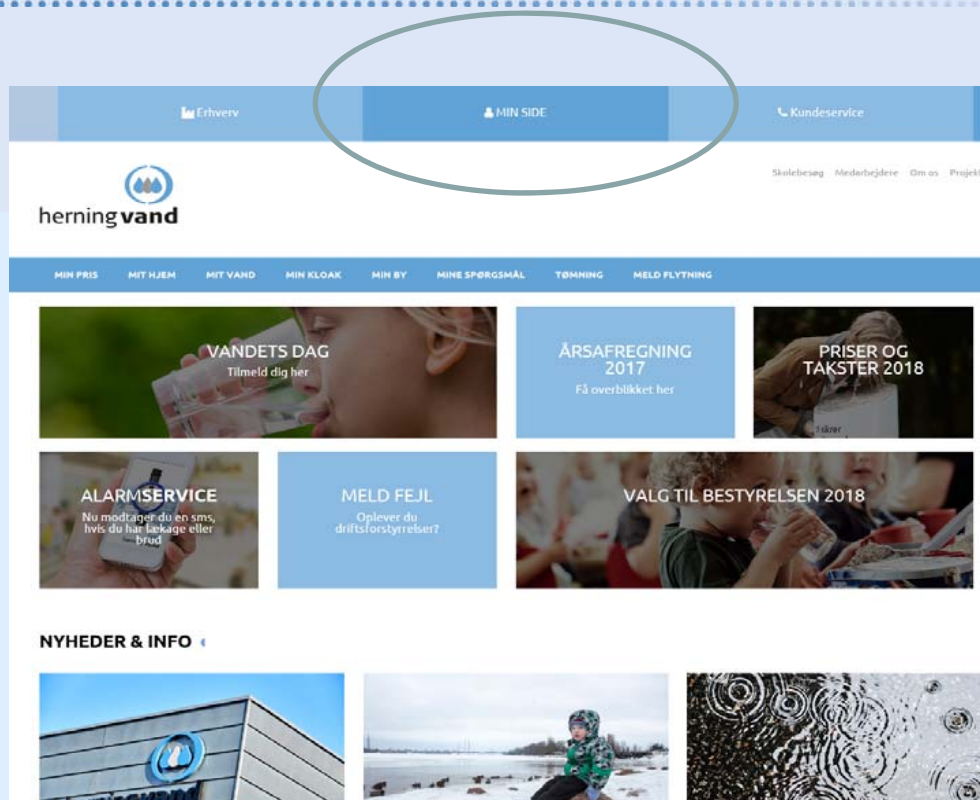 Erhverv
MIN SIDE
Kundeservice
herningvand
Skolebesøg Medarbejdere Om os
MIN PRIS MIT HJEM MIT VAND MIN KLOAK MIN BY MINE SPØRGSMÅL TØMNING MELD FLYTNING
VANDETS DAG
Tilmeld dig her
ÅRSAFREGNING
2017
Få overblikket her
PRISER OG
TAKSTER 2018
ALARMSERVICE
Nu modtager du en sms,
hvis du har lækage eller
brud
MELD FEJL
Oplever du
driftsforstyrrelser?
VALG TIL BESTYRELSEN 2018
NYHEDER & INFO